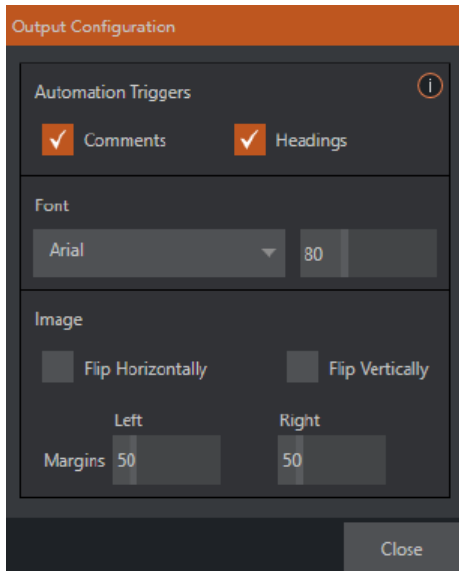 Output Configuration
Automation Triggers
i
Comments Headings
Font
Arial 80
Image
Flip Horizontally Flip Vertically
Left Right
Margins 50 50
Close